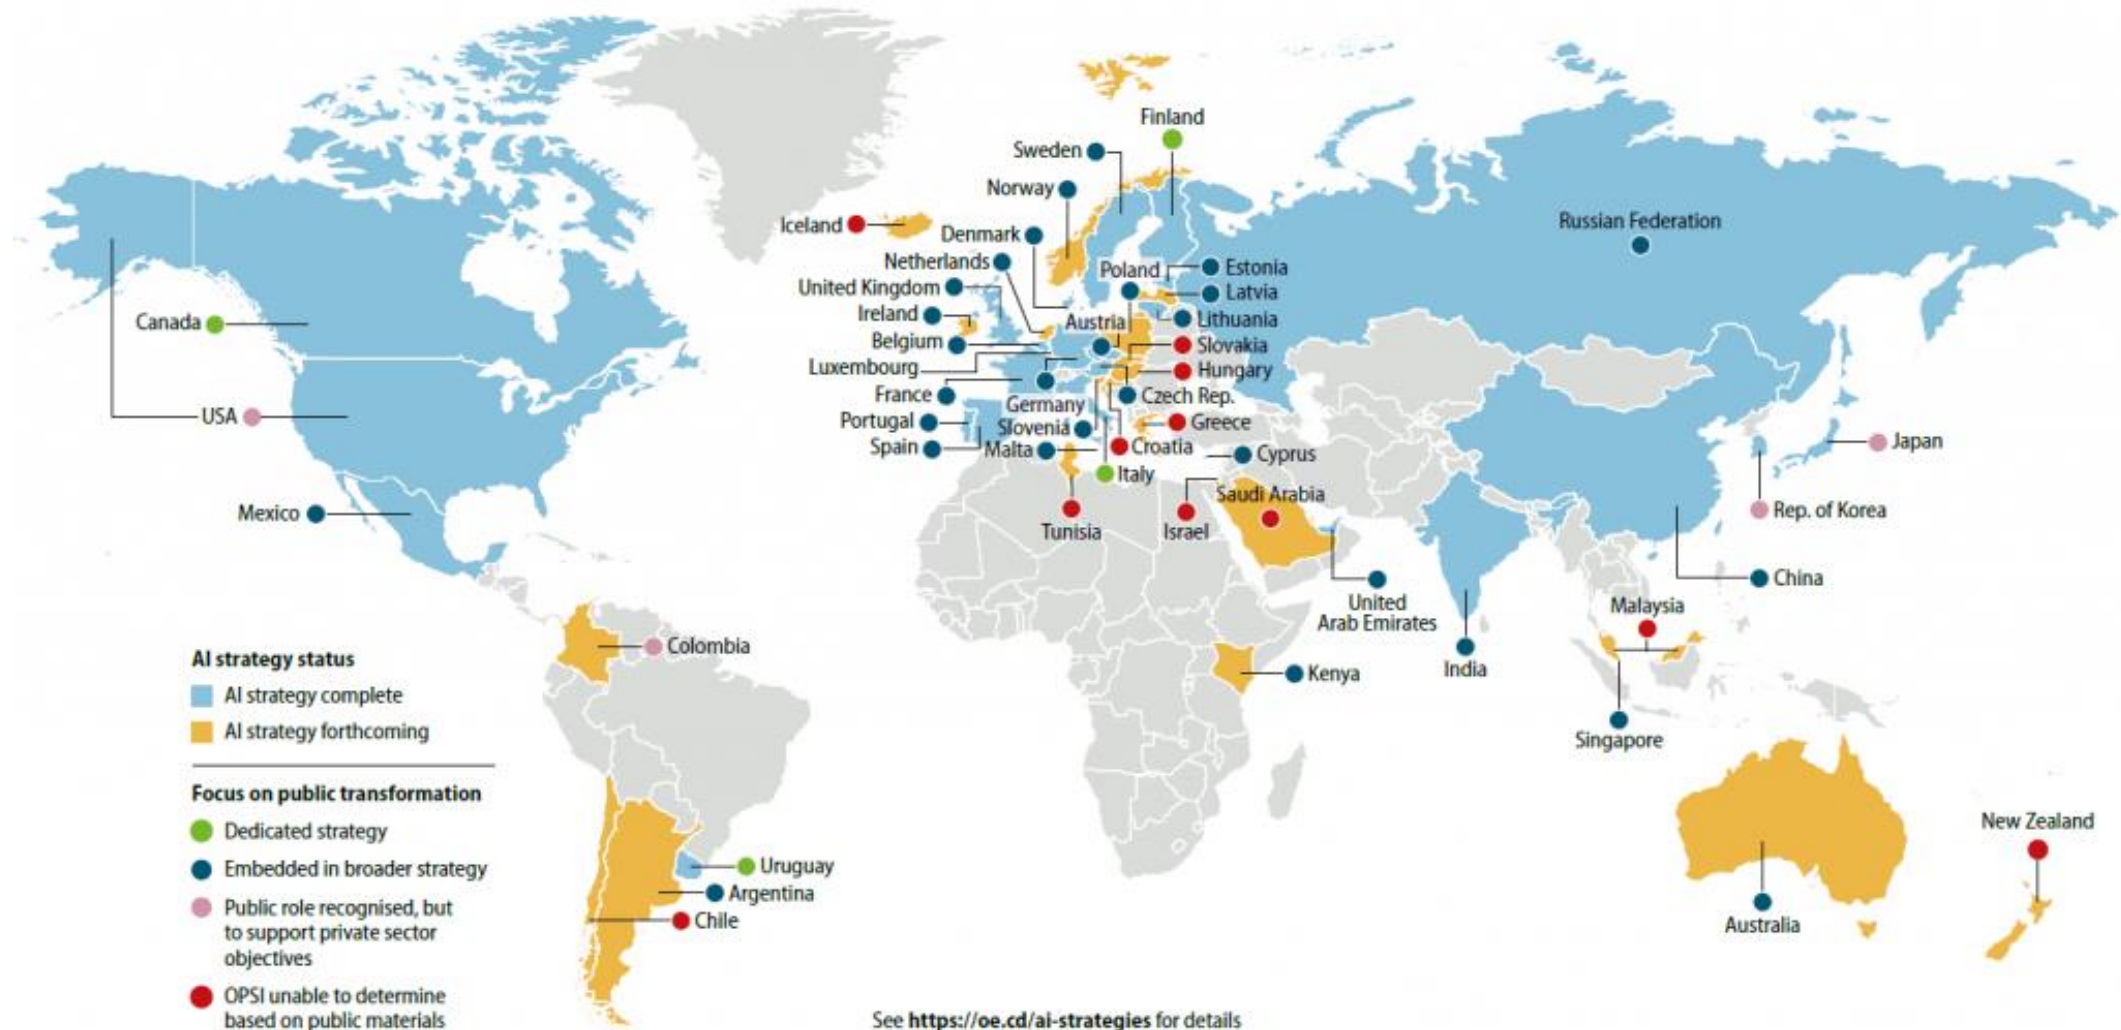 Finland
Sweden
Norway
Iceland
Denmark
Netherlands
United Kingdom
Ireland
Belgium
Luxembourg
France
Portugal
Spain
Poland
Austria
Germany
Slovenia
Malta
Estonia
Latvia
Lithuania
Slovakia
Hungary
Czech Rep.
Greece
Croatia
Italy
Cyprus
Tunisia
Israel
Saudi Arabia
Russian Federation
Canada
USA
Mexico
Japan
Rep. of Korea
China
United
Arab Emirates
India
Malaysia
Singapore
Kenya
Colombia
Uruguay
Argentina
Chile
Australia
New Zealand
AI strategy status
AI strategy complete
AI strategy forthcoming
Focus on public transformation
Dedicated strategy
Embedded in broader strategy
Public role recognised, but
to support private sector
objectives
OPSI unable to determine
based on public materials
See https://oe.cd/ai-strategies for details